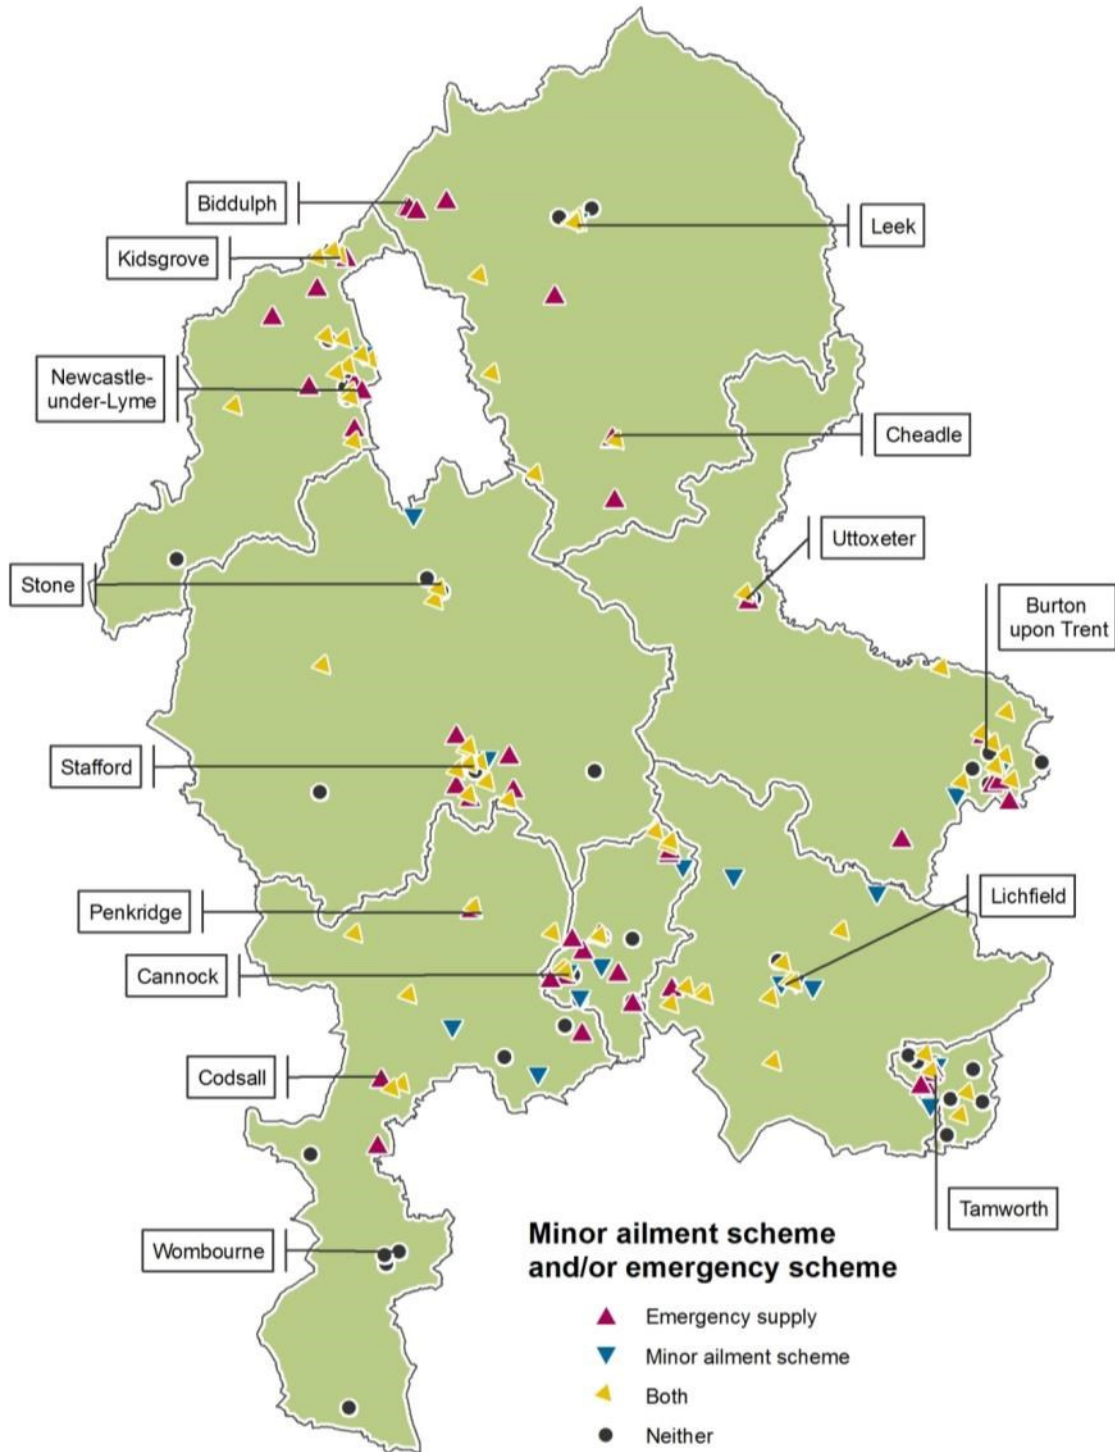 Biddulph
Leek
Kidsgrove
Newcastle-
under-Lyme
Cheadle
Uttoxeter
Stone
Burton
upon Trent
Stafford
Lichfield
Penkridge
Cannock
Codsall
Tamworth
Wombourne
Minor ailment scheme
and/or emergency scheme
Emergency supply
Minor ailment scheme
Both
Neither